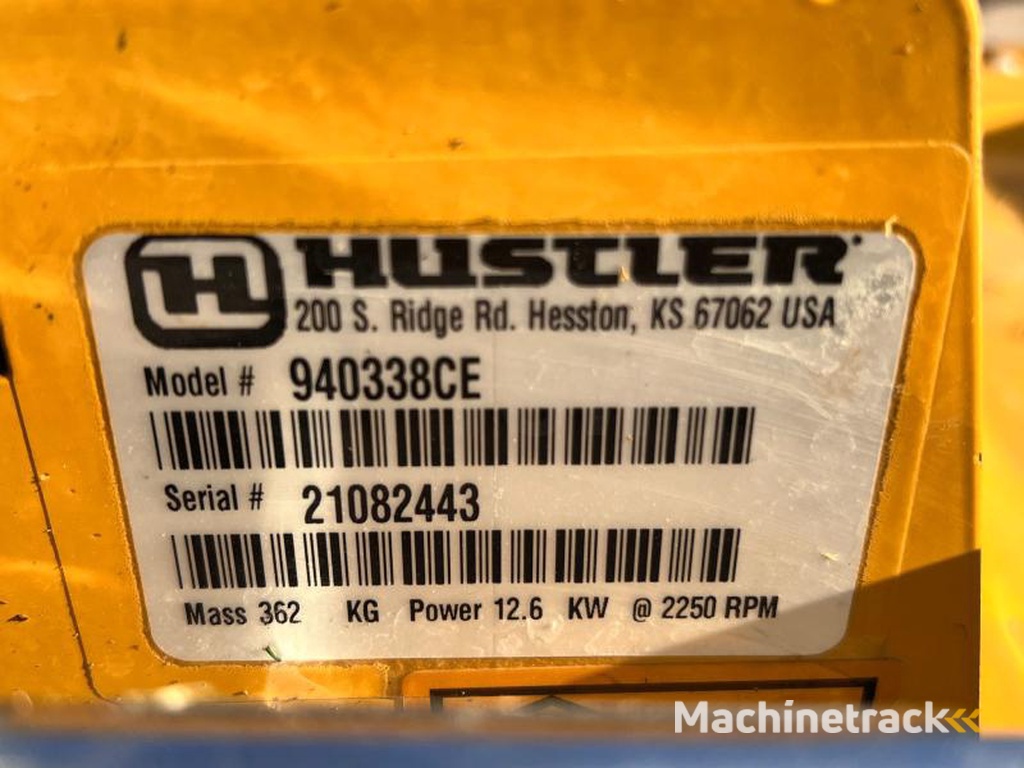 H HUSTLER
200 S. Ridge Rd. Hesston, KS 67062 USA
Model # 940338CE
Serial # 21082443
Mass 362 KG Power 12.6 KW @ 2250 RPM
Machinetrack